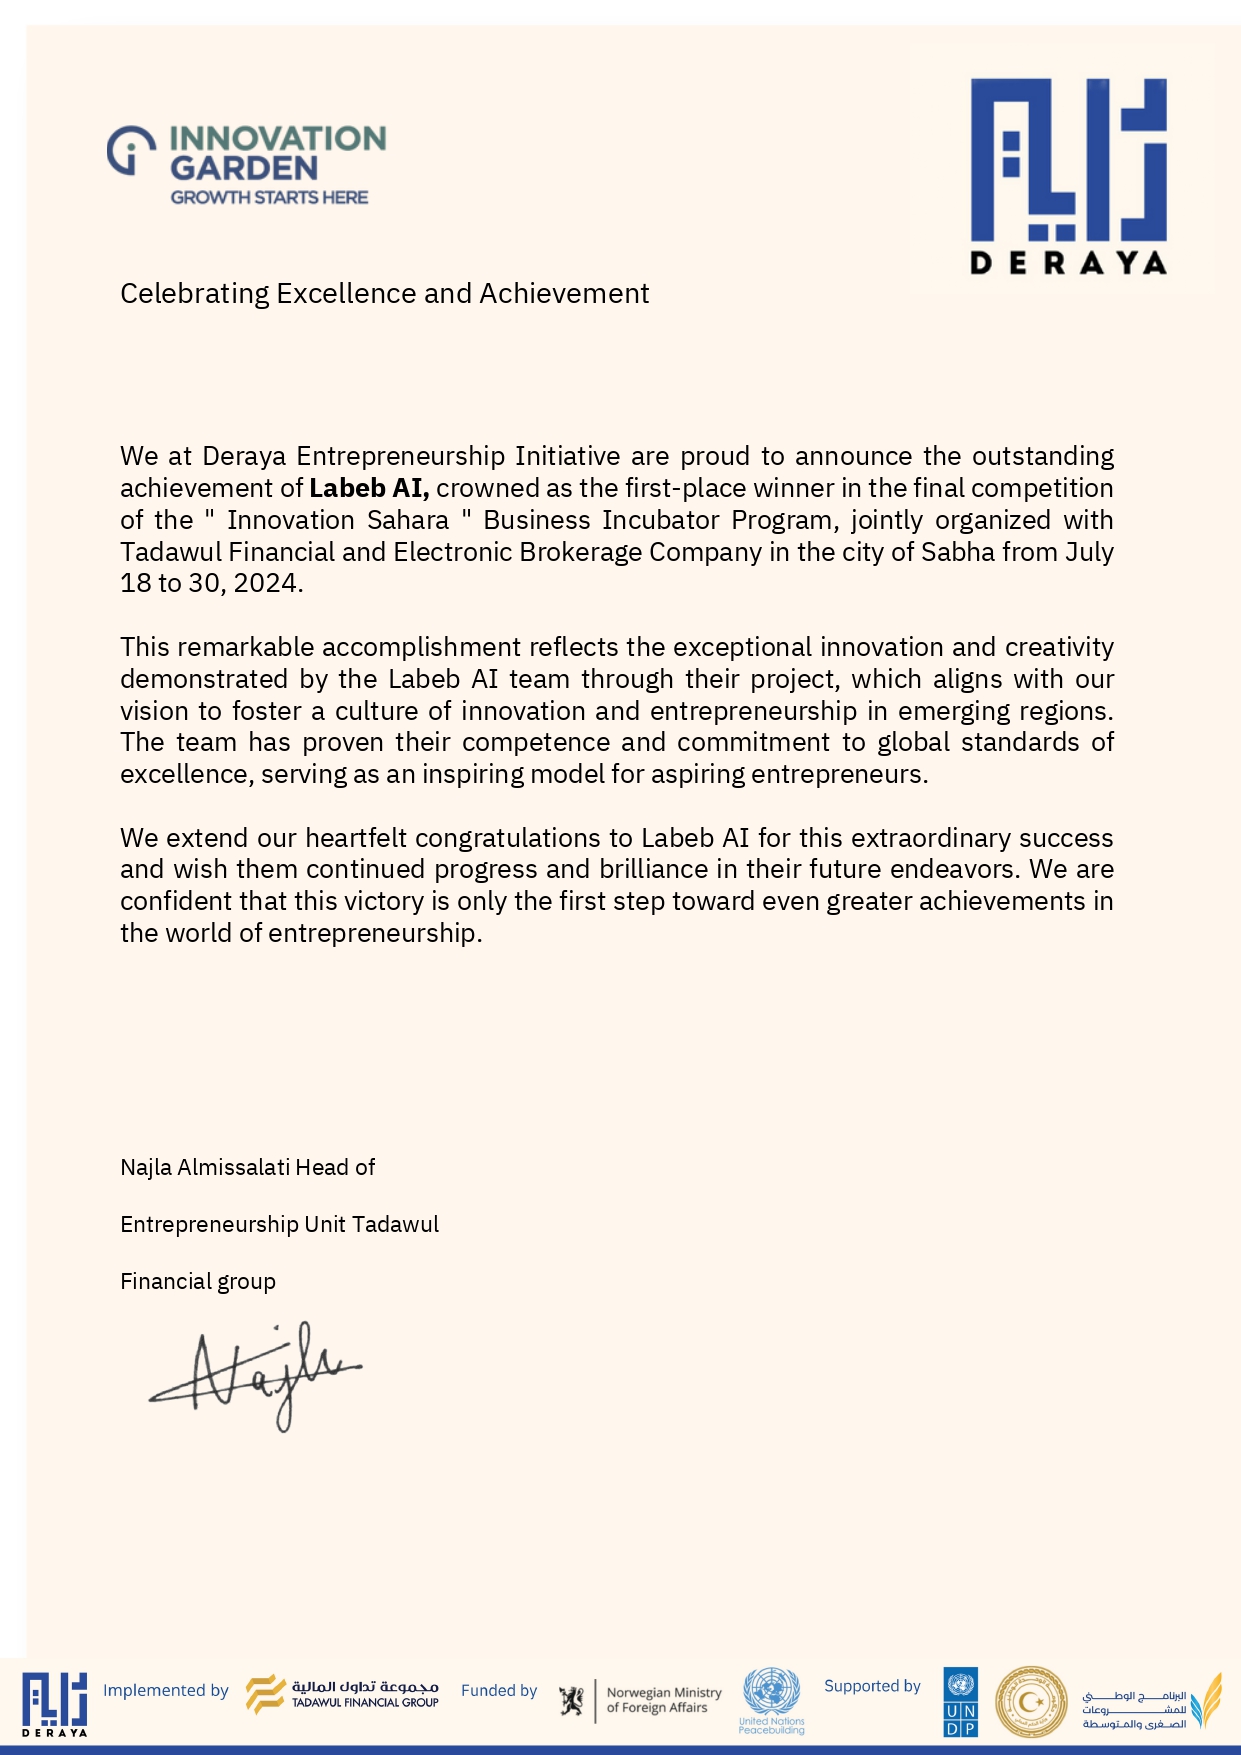 INNOVATION
GARDEN
GROWTH STARTS HERE
دراية
DERAYA
Celebrating Excellence and Achievement
We at Deraya Entrepreneurship Initiative are proud to announce the outstanding
achievement of Labeb AI, crowned as the first-place winner in the final competition
of the " Innovation Sahara " Business Incubator Program, jointly organized with
Tadawul Financial and Electronic Brokerage Company in the city of Sabha from July
18 to 30, 2024.
This remarkable accomplishment reflects the exceptional innovation and creativity
demonstrated by the Labeb AI team through their project, which aligns with our
vision to foster a culture of innovation and entrepreneurship in emerging regions.
The team has proven their competence and commitment to global standards of
excellence, serving as an inspiring model for aspiring entrepreneurs.
We extend our heartfelt congratulations to Labeb AI for this extraordinary success
and wish them continued progress and brilliance in their future endeavors. We are
confident that this victory is only the first step toward even greater achievements in
the world of entrepreneurship.
Najla Almissalati Head of
Entrepreneurship Unit Tadawul
Financial group
Najla
دراية
DERAYA
Implemented by
مجموعة تداول المالية
TADAWUL FINANCIAL GROUP
Funded by
Norwegian Ministry
of Foreign Affairs
United Nations
Peacebuilding
Supported by
U N
D P
البرنامج الوطني
للمشروعات
الصغرى والمتوسطة